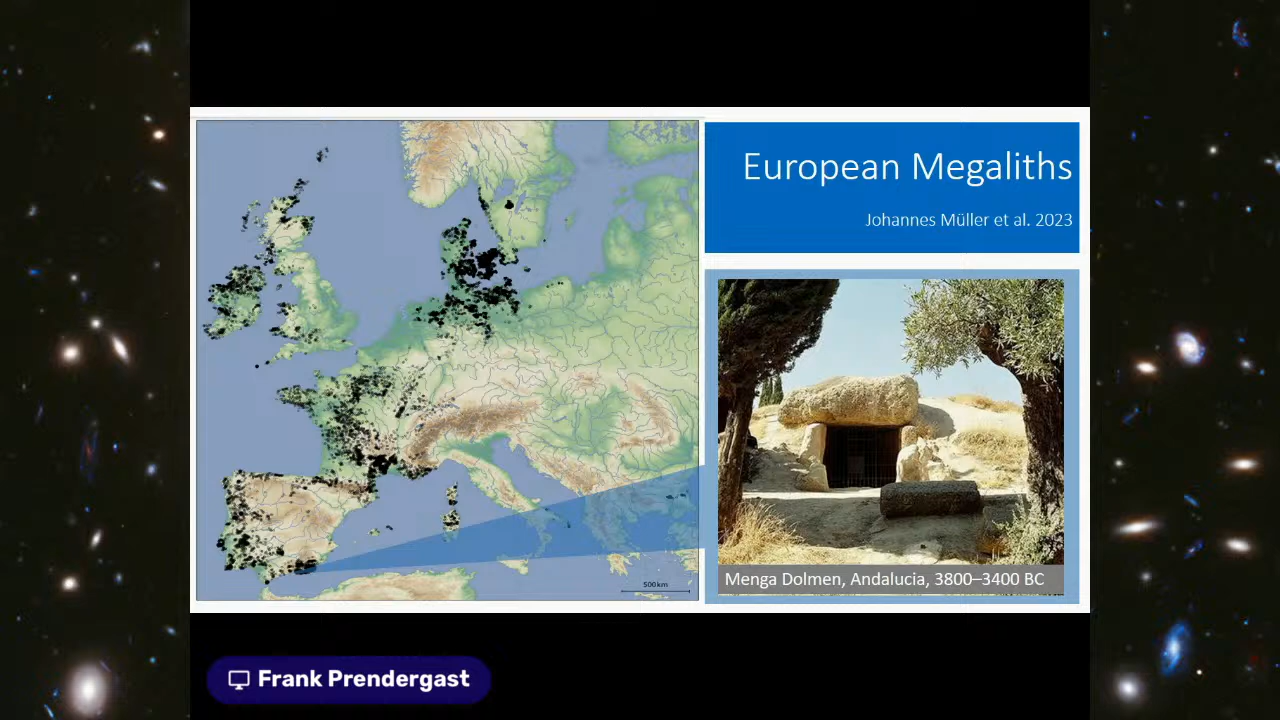 European Megaliths
Johannes Müller et al. 2023
500km
Menga Dolmen, Andalucia, 3800–3400 BC
Frank Prendergast